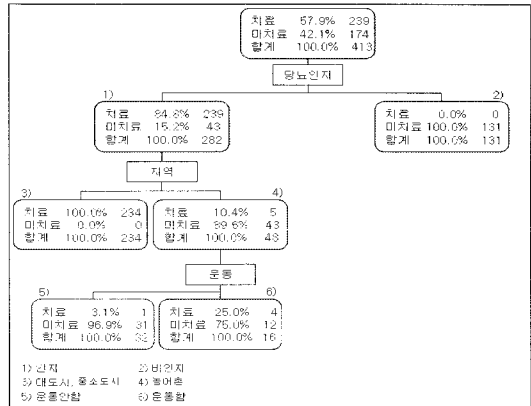 치료 57.9% 239
미치료 42.1% 174
합계 100.0% 413
당뇨인지
1)
2)
치료 84.8% 239
미치료 15.2% 43
합계 100.0% 282
치료 0.0% 0
미치료 100.0% 131
합계 100.0% 131
지역
3)
4)
치료 100.0% 234
미치료 0.0% 0
합계 100.0% 234
치료 10.4% 5
미치료 89.6% 43
합계 100.0% 48
운동
5)
6)
치료 3.1% 1
미치료 96.9% 31
합계 100.0% 32
치료 25.0% 4
미치료 75.0% 12
합계 100.0% 16
1) 인지 2) 비인지
3) 대도시, 중소도시 4) 농어촌
5) 운동안함 6) 운동함